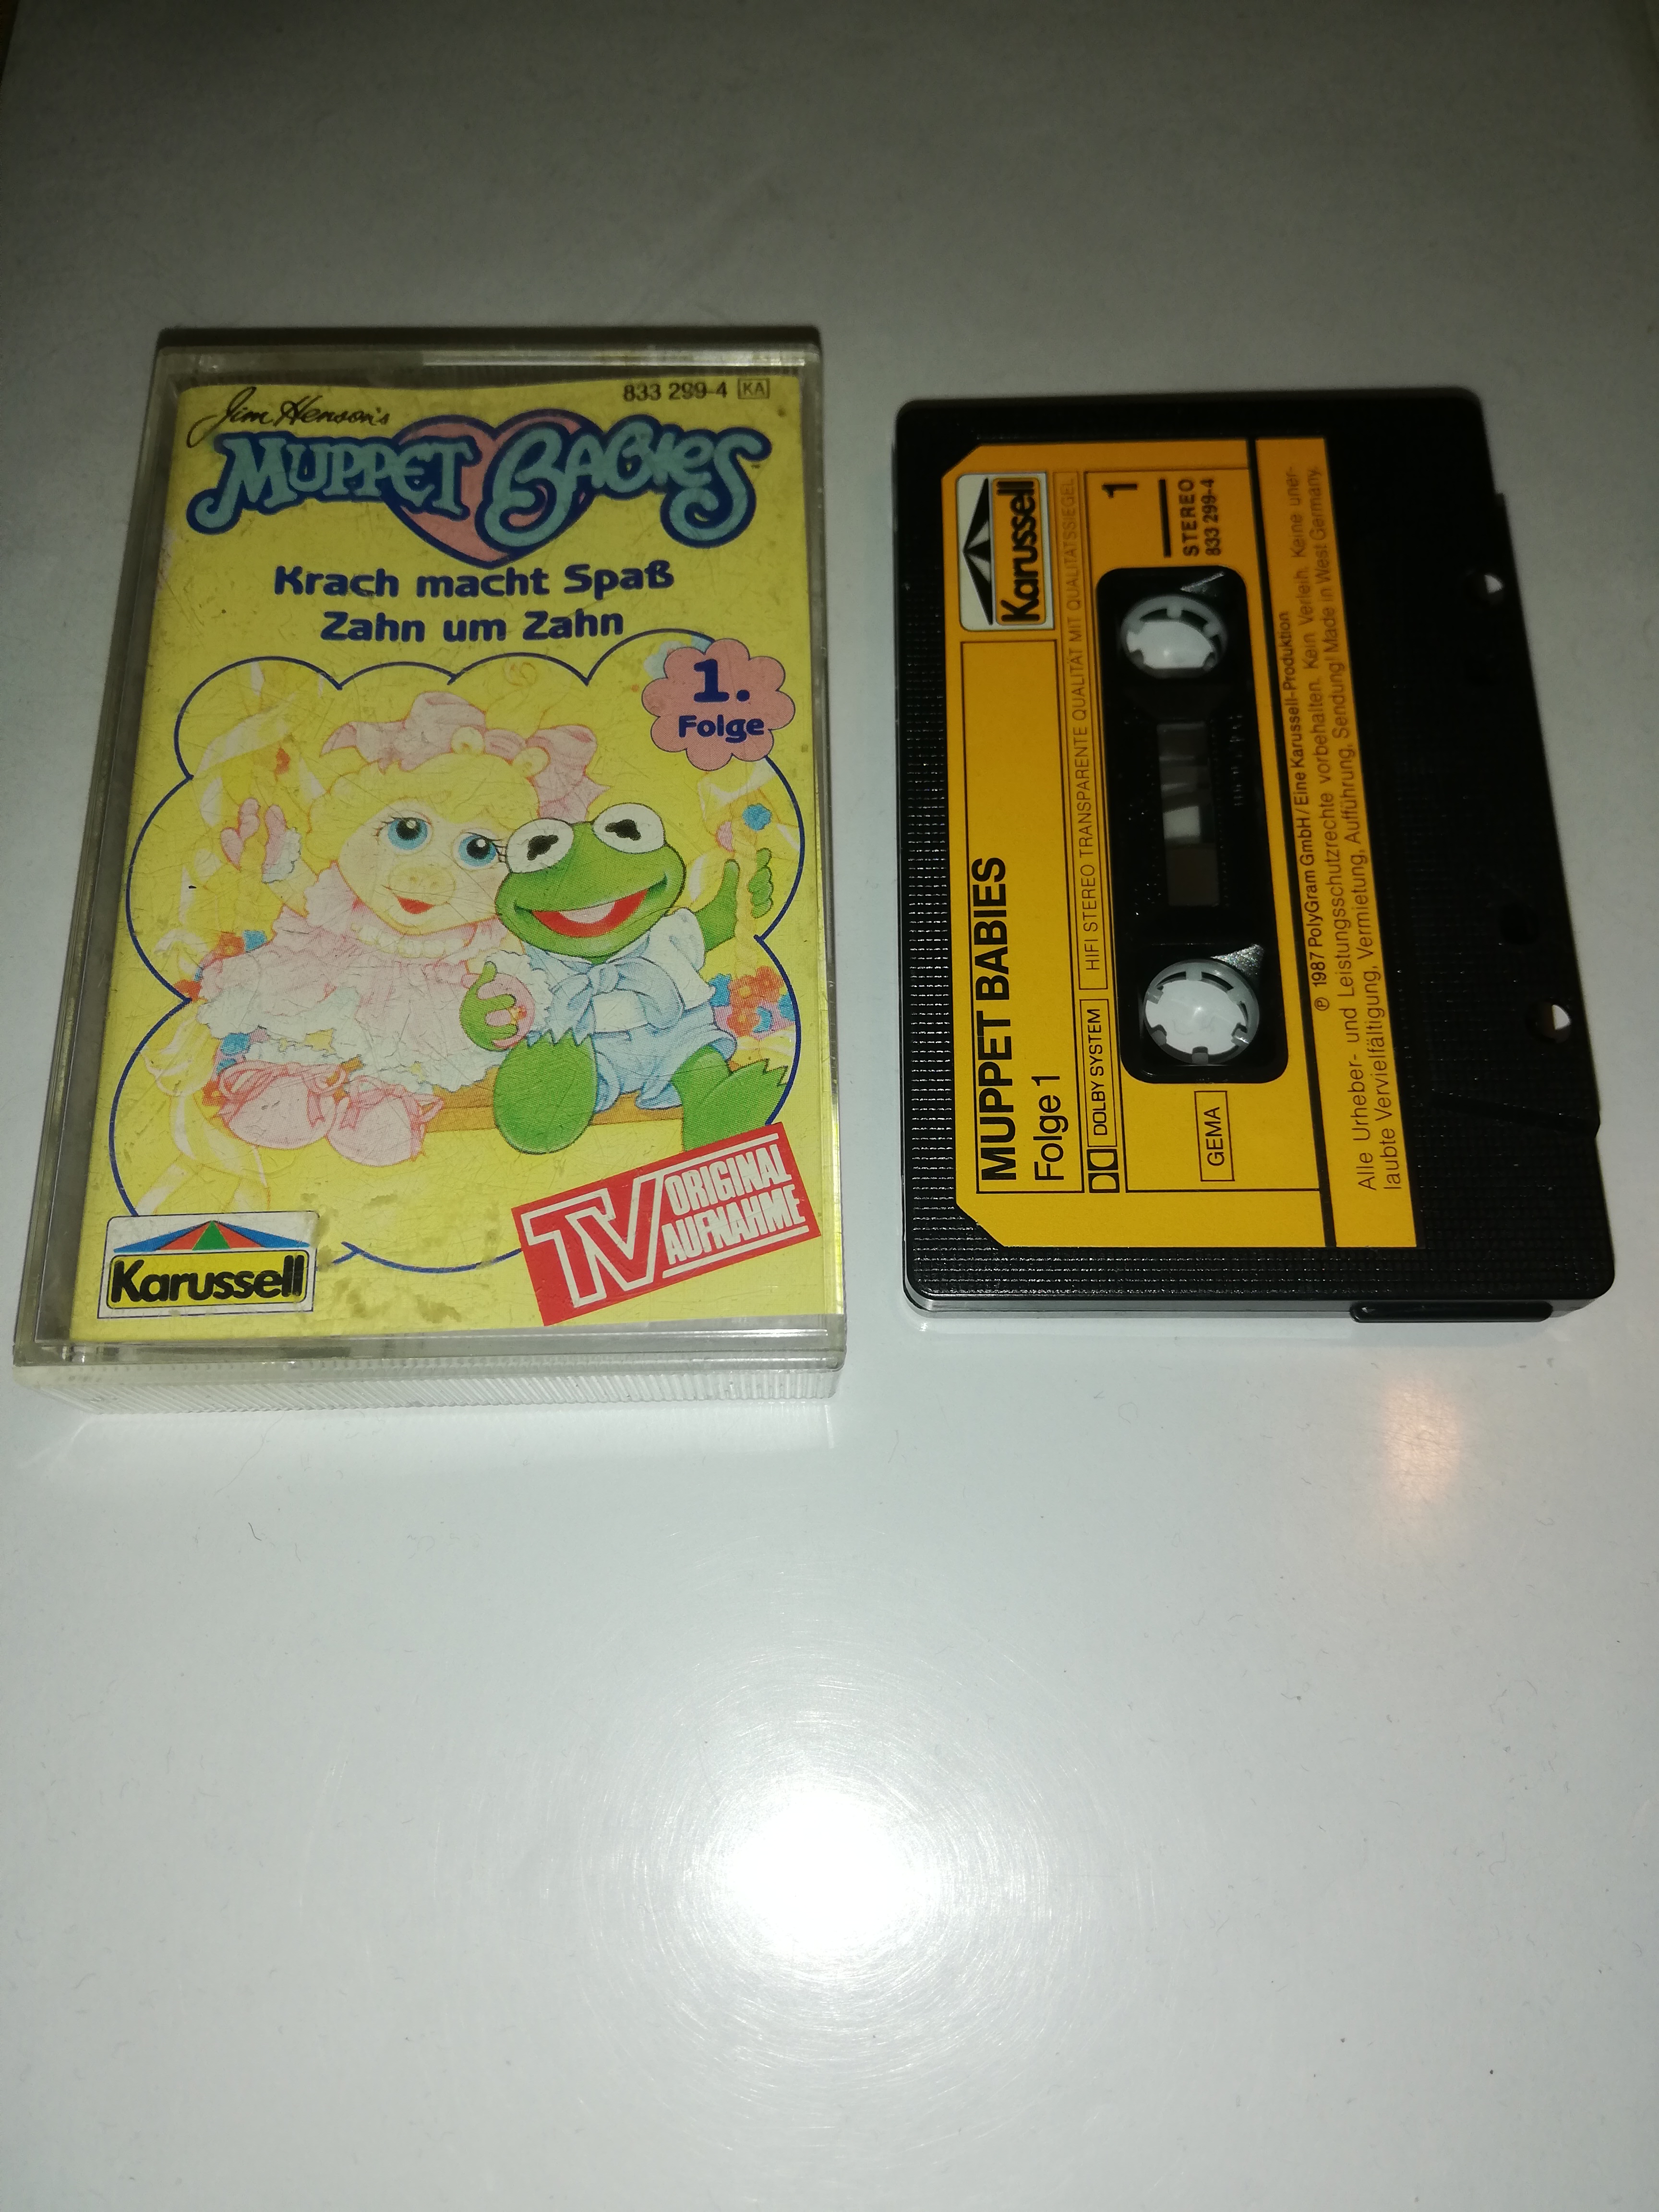 Jim Henson's
833 299-4 KA
MUPPET BABIES
Krach macht Spaß
Zahn um Zahn
1.
Folge
TV ORIGINAL
AUFNAHME
Karussell
Karussell
MUPPET BABIES
Folge 1
DOLBY SYSTEM HIFI STEREO TRANSPARENTE QUALITÄT MIT QUALITÄTSSIEGEL
1
STEREO
833 299-4
GEMA
℗ 1987 PolyGram GmbH / Eine Karussell-Produktion
Alle Urheber- und Leistungsschutzrechte vorbehalten. Kein Verleih. Keine uner-
laubte Vervielfältigung, Vermietung, Aufführung, Sendung! Made in West Germany